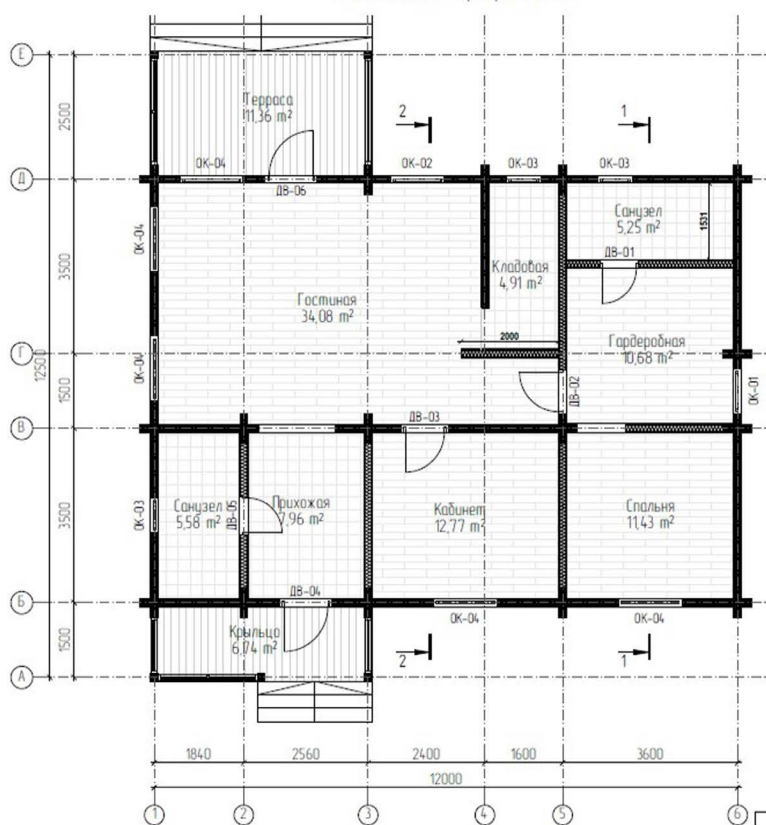 Е
Терраса
11,36 m²
2
1
2500
ОК-04
ОК-02
ОК-03
ОК-03
Д
ДВ-06
Санузел
5,25 m²
1531
ОК-04
ДВ-01
Кладовая
4,91 m²
3500
Гостиная
34,08 m²
2000
Гардеробная
10,68 m²
Г
12500
ОК-04
1500
ДВ-02
ОК-01
ДВ-03
В
ОК-03
Санузел
5,58 m²
ДВ-05
Прихожая
7,96 m²
Кабинет
12,77 m²
Спальня
11,43 m²
3500
ДВ-04
Б
ОК-04
ОК-04
Крыльцо
6,74 m²
1500
2
1
А
1840
2560
2400
1600
3600
12000
1
2
3
4
5
6